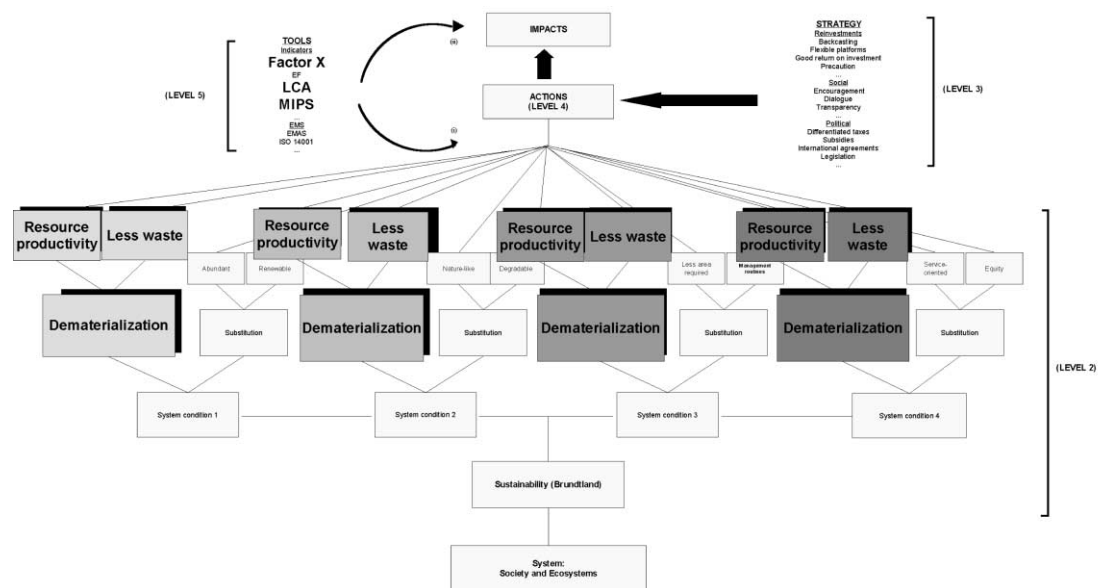 IMPACTS
TOOLS
Indicators
Factor X
EF
LCA
MIPS
...
EMS
EMAS
ISO 14001
...
(LEVEL 5)
ACTIONS
(LEVEL 4)
STRATEGY
Reinvestments
Backcasting
Flexible platforms
Good return on investment
Precaution
...
Social
Encouragement
Dialogue
Transparency
...
Political
Differentiated taxes
Subsidies
International agreements
Legislation
...
(LEVEL 3)
Resource
productivity
Less waste
Resource
productivity
Less
waste
Resource
productivity
Less waste
Resource
productivity
Less
waste
Abundant
Renewable
Nature-like
Degradable
Less area
required
Management
routines
Service-
oriented
Equity
Dematerialization
Substitution
Dematerialization
Substitution
Dematerialization
Substitution
Dematerialization
Substitution
(LEVEL 2)
System condition 1
System condition 2
System condition 3
System condition 4
Sustainability (Brundtland)
System:
Society and Ecosystems